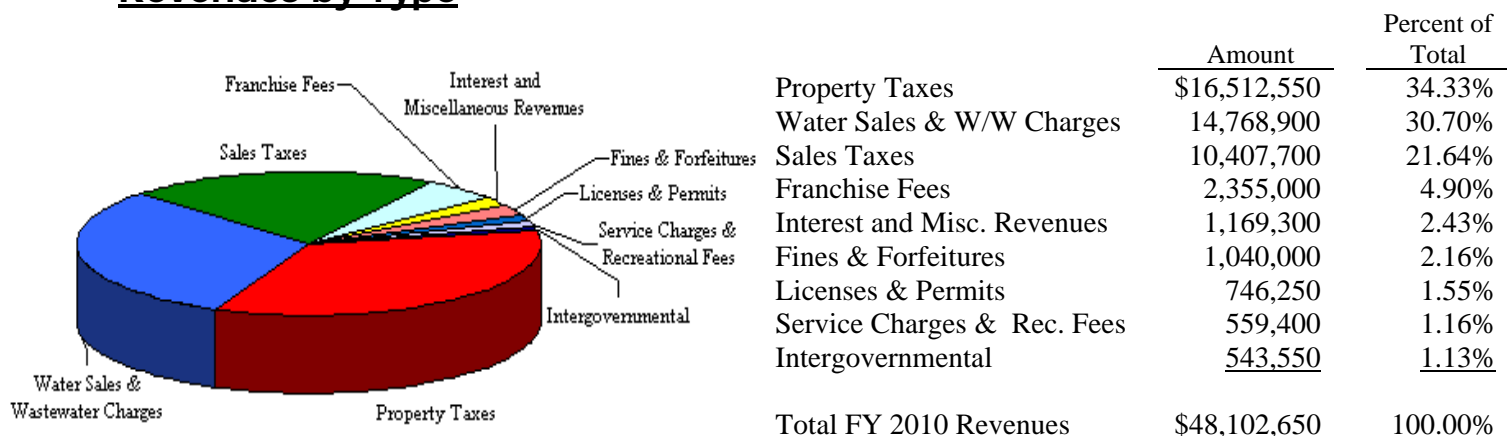 Revenues by Type
Franchise Fees
Interest and
Miscellaneous Revenues
Sales Taxes
Fines & Forfeitures
Licenses & Permits
Service Charges &
Recreational Fees
Intergovernmental
Water Sales &
Wastewater Charges
Property Taxes
Percent of
Amount Total
Property Taxes $16,512,550 34.33%
Water Sales & W/W Charges 14,768,900 30.70%
Sales Taxes 10,407,700 21.64%
Franchise Fees 2,355,000 4.90%
Interest and Misc. Revenues 1,169,300 2.43%
Fines & Forfeitures 1,040,000 2.16%
Licenses & Permits 746,250 1.55%
Service Charges & Rec. Fees 559,400 1.16%
Intergovernmental 543,550 1.13%
Total FY 2010 Revenues $48,102,650 100.00%